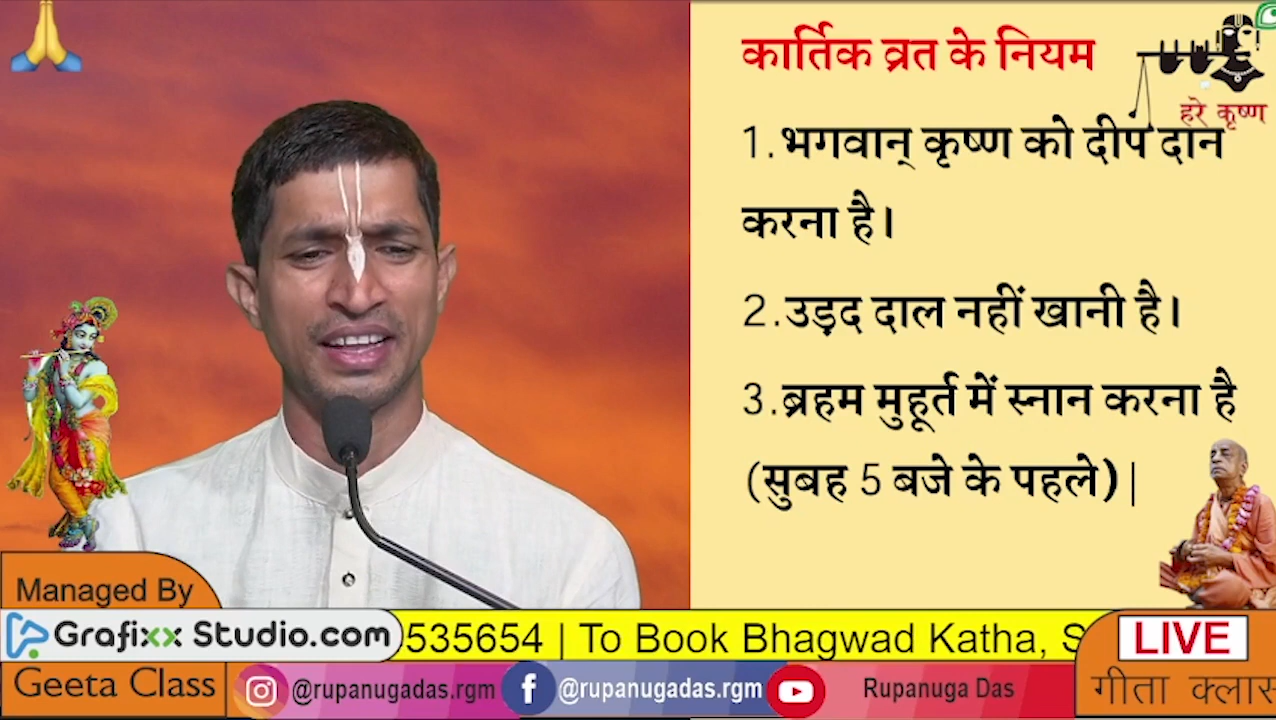 कार्तिक व्रत के नियम
हरे कृष्ण
1.भगवान् कृष्ण को दीप दान
करना है।
2.उड़द दाल नहीं खानी है।
3.ब्रहम मुहूर्त में स्नान करना है
(सुबह 5 बजे के पहले)|
Managed By
Grafixx Studio.com
535654 | To Book Bhagwad Katha, S
LIVE
Geeta Class
@rupanugadas.rgm
@rupanugadas.rgm
Rupanuga Das
गीता क्लास